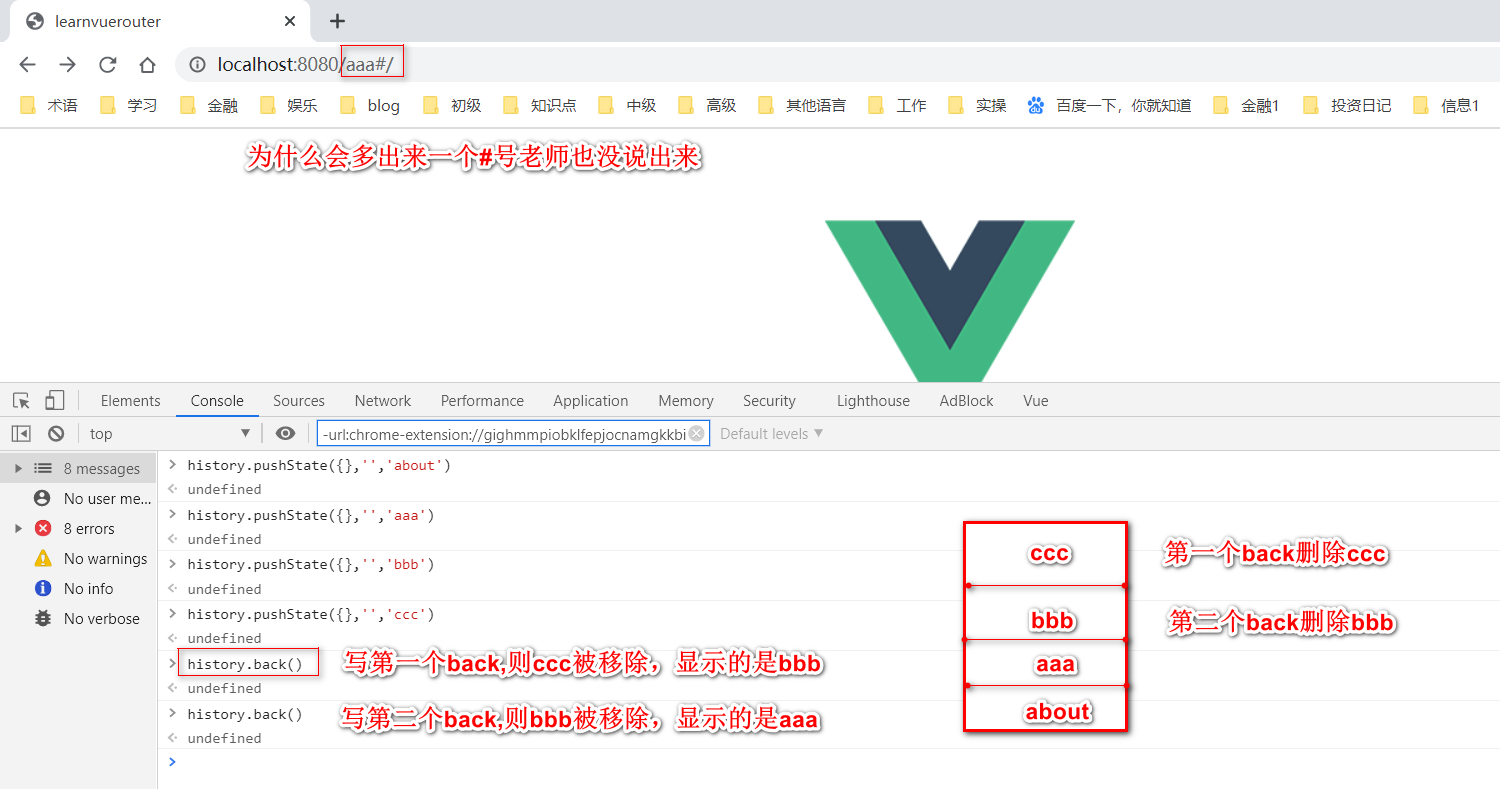 learnvuerouter
localhost:8080/aaa#/
术语 学习 金融 娱乐 blog 初级 知识点 中级 高级 其他语言 工作 实操 百度一下，你就知道 金融1 投资日记 信息1
为什么会多出来一个#号老师也没说出来
Elements Console Sources Network Performance Application Memory Security Lighthouse AdBlock Vue
top -url:chrome-extension://gighmmpiobklfepjocnamgkkbi Default levels
8 messages
No user me...
8 errors
No warnings
No info
No verbose
history.pushState({},'','about')
undefined
history.pushState({},'','aaa')
undefined
history.pushState({},'','bbb')
undefined
history.pushState({},'','ccc')
undefined
history.back() 写第一个back,则ccc被移除，显示的是bbb
undefined
history.back() 写第二个back,则bbb被移除，显示的是aaa
undefined
ccc 第一个back删除ccc
bbb 第二个back删除bbb
aaa
about